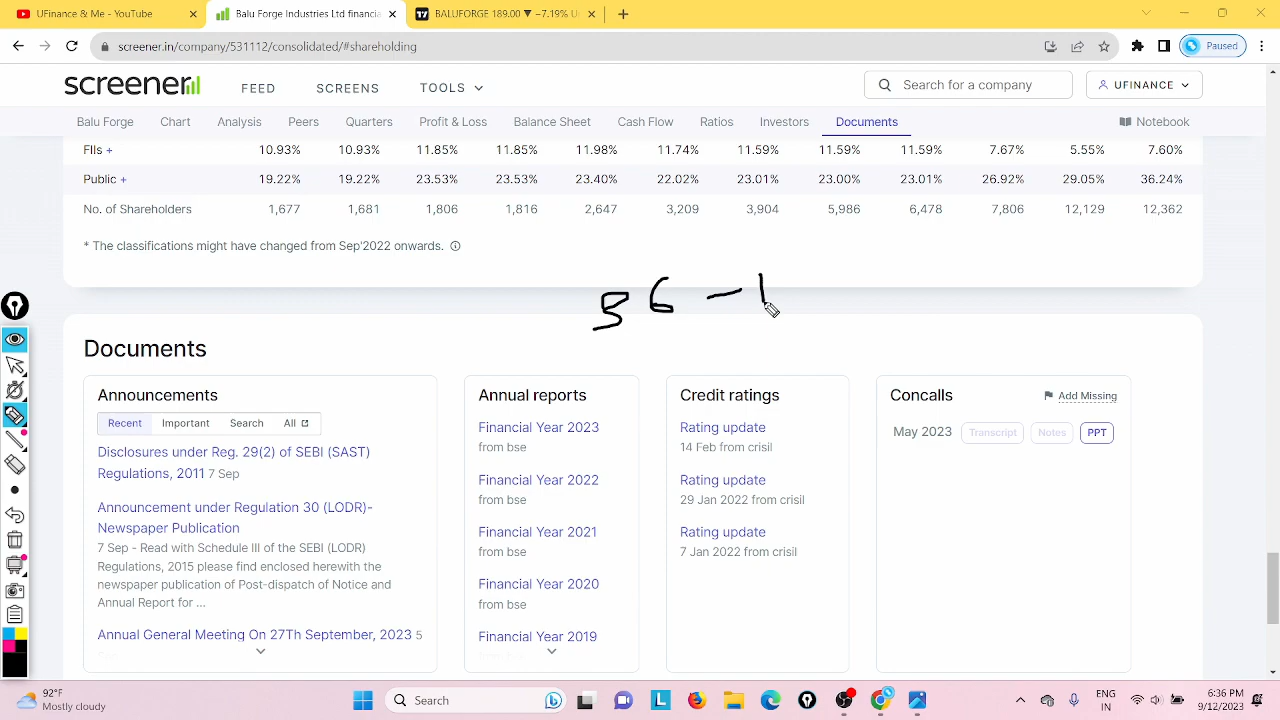 UFinance & Me - YouTube
Balu Forge Industries Ltd financia
BALUFORGE 189.00 ▼ −7.19% U
screener.in/company/531112/consolidated/#shareholding
Paused
screener
FEED
SCREENS
TOOLS
Search for a company
UFINANCE
Balu Forge
Chart
Analysis
Peers
Quarters
Profit & Loss
Balance Sheet
Cash Flow
Ratios
Investors
Documents
Notebook
FIIs + 10.93% 10.93% 11.85% 11.85% 11.98% 11.74% 11.59% 11.59% 11.59% 7.67% 5.55% 7.60%
Public + 19.22% 19.22% 23.53% 23.53% 23.40% 22.02% 23.01% 23.00% 23.01% 26.92% 29.05% 36.24%
No. of Shareholders 1,677 1,681 1,806 1,816 2,647 3,209 3,904 5,986 6,478 7,806 12,129 12,362
* The classifications might have changed from Sep'2022 onwards.
56 - 1
Documents
Announcements
Recent Important Search All
Disclosures under Reg. 29(2) of SEBI (SAST)
Regulations, 2011 7 Sep
Announcement under Regulation 30 (LODR)-
Newspaper Publication
7 Sep - Read with Schedule III of the SEBI (LODR)
Regulations, 2015 please find enclosed herewith the
newspaper publication of Post-dispatch of Notice and
Annual Report for ...
Annual General Meeting On 27Th September, 2023 5
Annual reports
Financial Year 2023
from bse
Financial Year 2022
from bse
Financial Year 2021
from bse
Financial Year 2020
from bse
Financial Year 2019
Credit ratings
Rating update
14 Feb from crisil
Rating update
29 Jan 2022 from crisil
Rating update
7 Jan 2022 from crisil
Concalls
Add Missing
May 2023 Transcript Notes PPT
92°F
Mostly cloudy
Search
ENG
IN
6:36 PM
9/12/2023